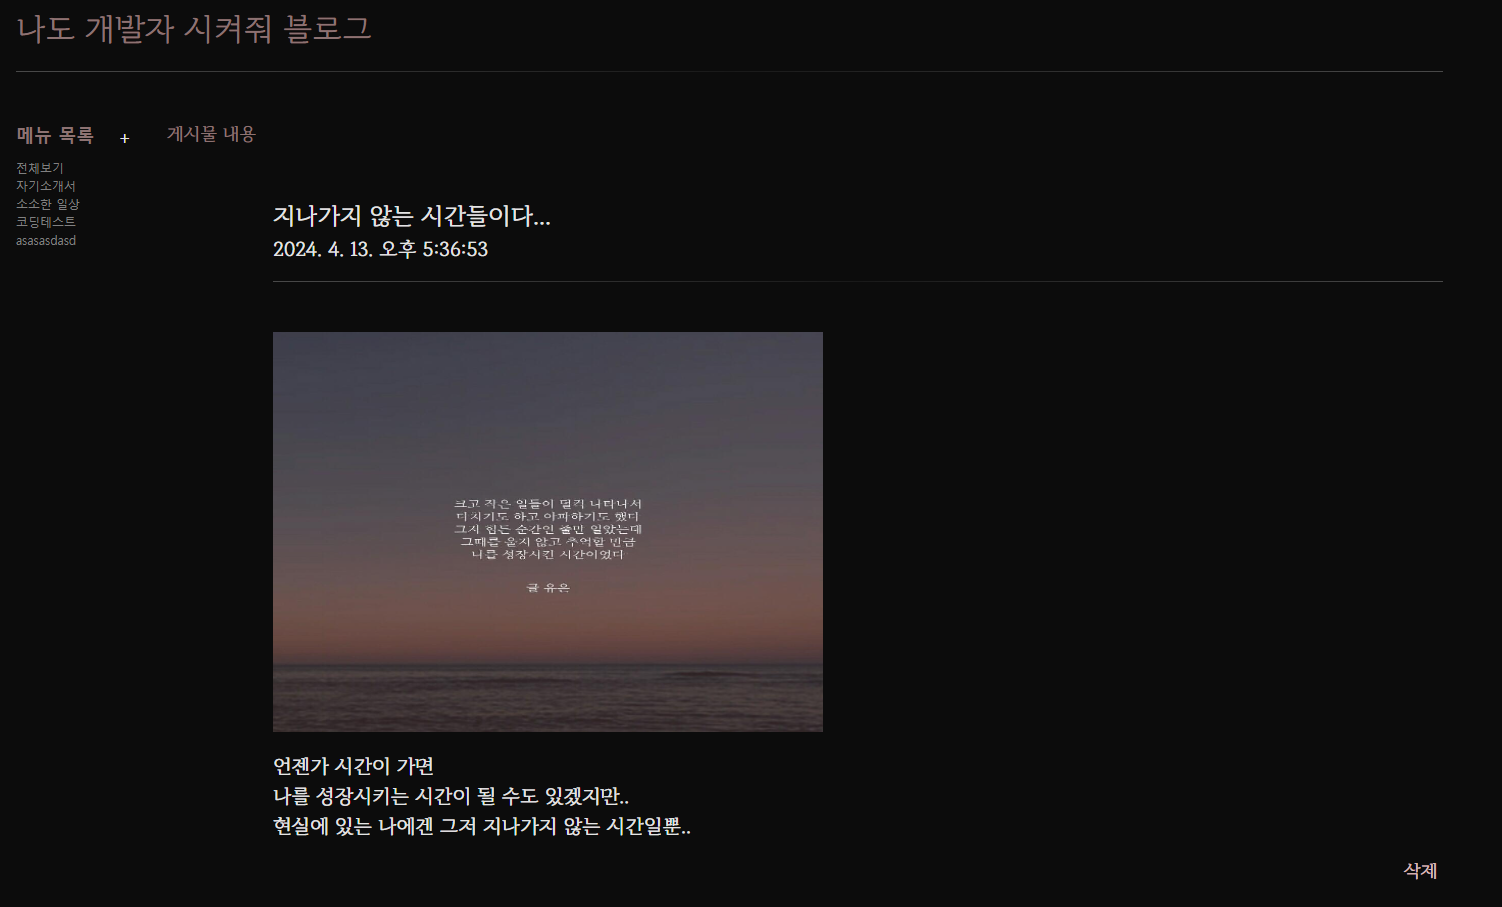 나도 개발자 시켜줘 블로그
메뉴 목록 +
게시물 내용
전체보기
자기소개서
소소한 일상
코딩테스트
asasasdasd
지나가지 않는 시간들이다...
2024. 4. 13. 오후 5:36:53
크고 작은 일들이 덜컥 나타나서
다치기도 하고 아파하기도 했다
그저 힘든 순간인 줄만 알았는데
그때를 울지 않고 추억할 만큼
나를 성장시킨 시간이었다
글 유은
언젠가 시간이 가면
나를 성장시키는 시간이 될 수도 있겠지만..
현실에 있는 나에겐 그저 지나가지 않는 시간일뿐..
삭제